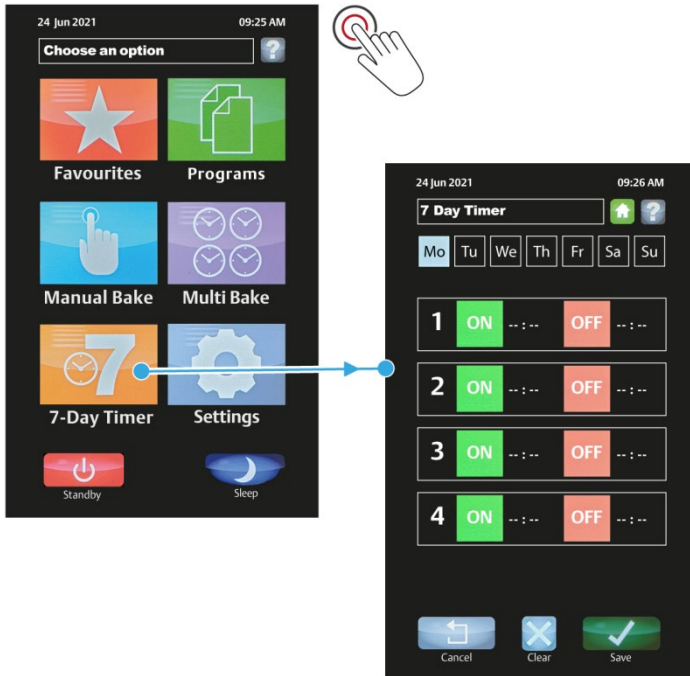 24 Jun 2021 09:25 AM
Choose an option ?
Favourites Programs
Manual Bake Multi Bake
7
7-Day Timer Settings
Standby Sleep
24 Jun 2021 09:26 AM
7 Day Timer ?
Mo Tu We Th Fr Sa Su
1 ON --:-- OFF --:--
2 ON --:-- OFF --:--
3 ON --:-- OFF --:--
4 ON --:-- OFF --:--
Cancel Clear Save